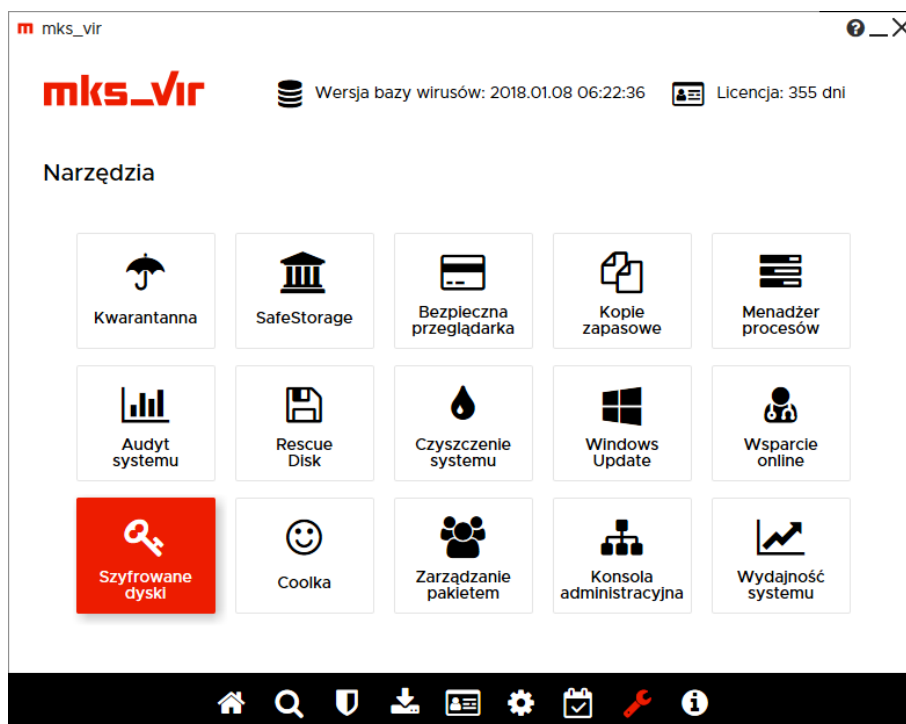 mks_vir
mks_vir
Wersja bazy wirusów: 2018.01.08 06:22:36
Licencja: 355 dni
Narzędzia
Kwarantanna
SafeStorage
Bezpieczna
przeglądarka
Kopie
zapasowe
Menadżer
procesów
Audyt
systemu
Rescue
Disk
Czyszczenie
systemu
Windows
Update
Wsparcie
online
Szyfrowane
dyski
Coolka
Zarządzanie
pakietem
Konsola
administracyjna
Wydajność
systemu